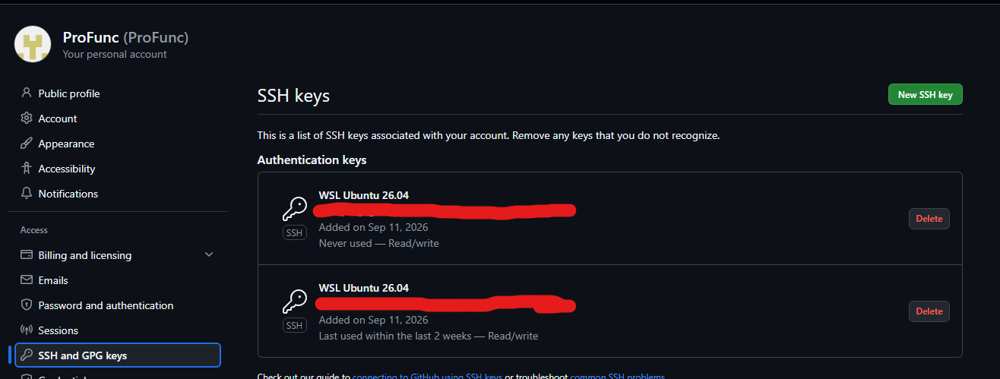 ProFunc (ProFunc)
Your personal account
Public profile
Account
Appearance
Accessibility
Notifications
Access
Billing and licensing
Emails
Password and authentication
Sessions
SSH and GPG keys
SSH keys
New SSH key
This is a list of SSH keys associated with your account. Remove any keys that you do not recognize.
Authentication keys
WSL Ubuntu 26.04
SSH
Added on Sep 11, 2026
Never used — Read/write
Delete
WSL Ubuntu 26.04
SSH
Added on Sep 11, 2026
Last used within the last 2 weeks — Read/write
Delete
Check out our guide to connecting to GitHub using SSH keys or troubleshoot common SSH problems.